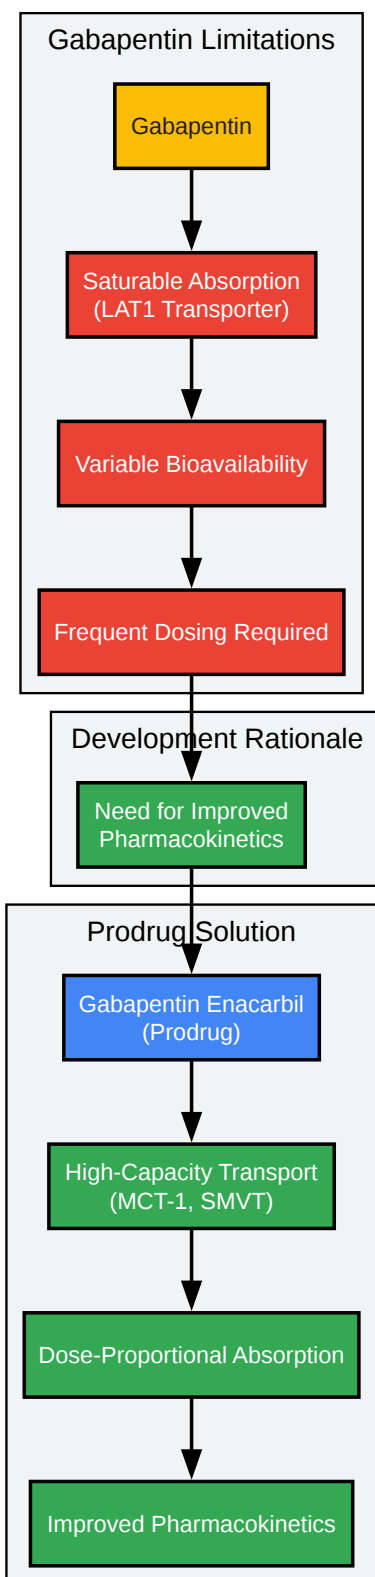 Gabapentin Limitations
Gabapentin
Saturable Absorption
(LAT1 Transporter)
Variable Bioavailability
Frequent Dosing Required
Development Rationale
Need for Improved
Pharmacokinetics
Prodrug Solution
Gabapentin Enacarbil
(Prodrug)
High-Capacity Transport
(MCT-1, SMVT)
Dose-Proportional Absorption
Improved Pharmacokinetics